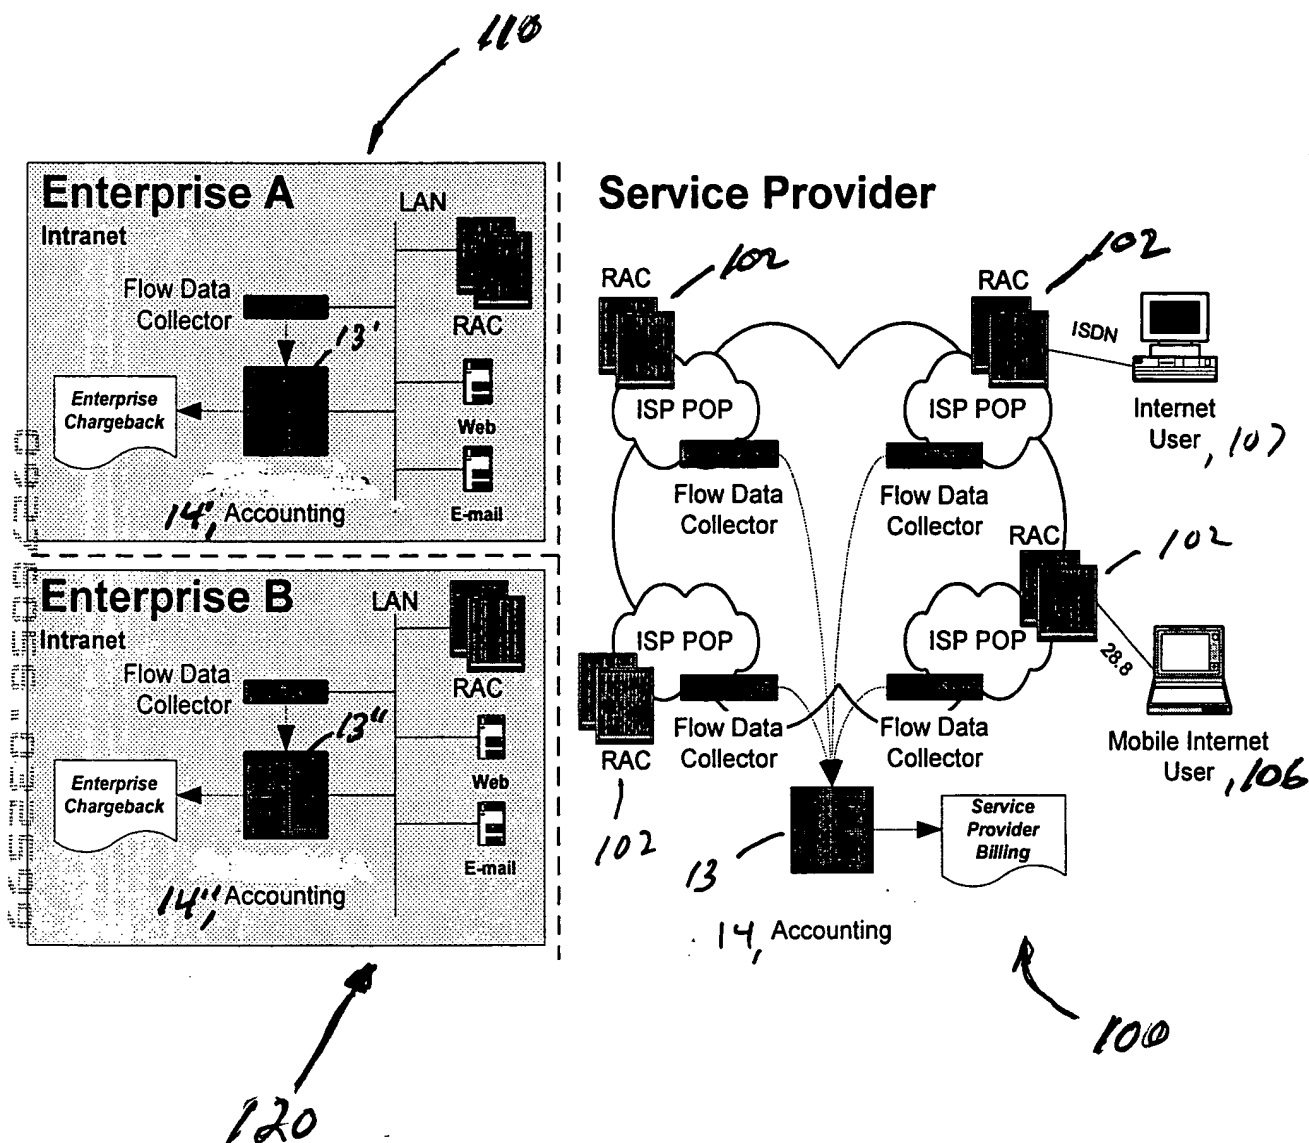 110
Enterprise A
Intranet
LAN
Flow Data
Collector
RAC
13'
Enterprise
Chargeback
Web
E-mail
14', Accounting
Enterprise B
Intranet
LAN
Flow Data
Collector
RAC
13"
Enterprise
Chargeback
Web
E-mail
14", Accounting
120
Service Provider
RAC
102
RAC
102
ISDN
ISP POP
ISP POP
Internet
User, 107
Flow Data
Collector
Flow Data
Collector
RAC
102
ISP POP
ISP POP
28.8
RAC
102
Flow Data
Collector
Flow Data
Collector
Mobile Internet
User, 106
13
Service
Provider
Billing
14, Accounting
100